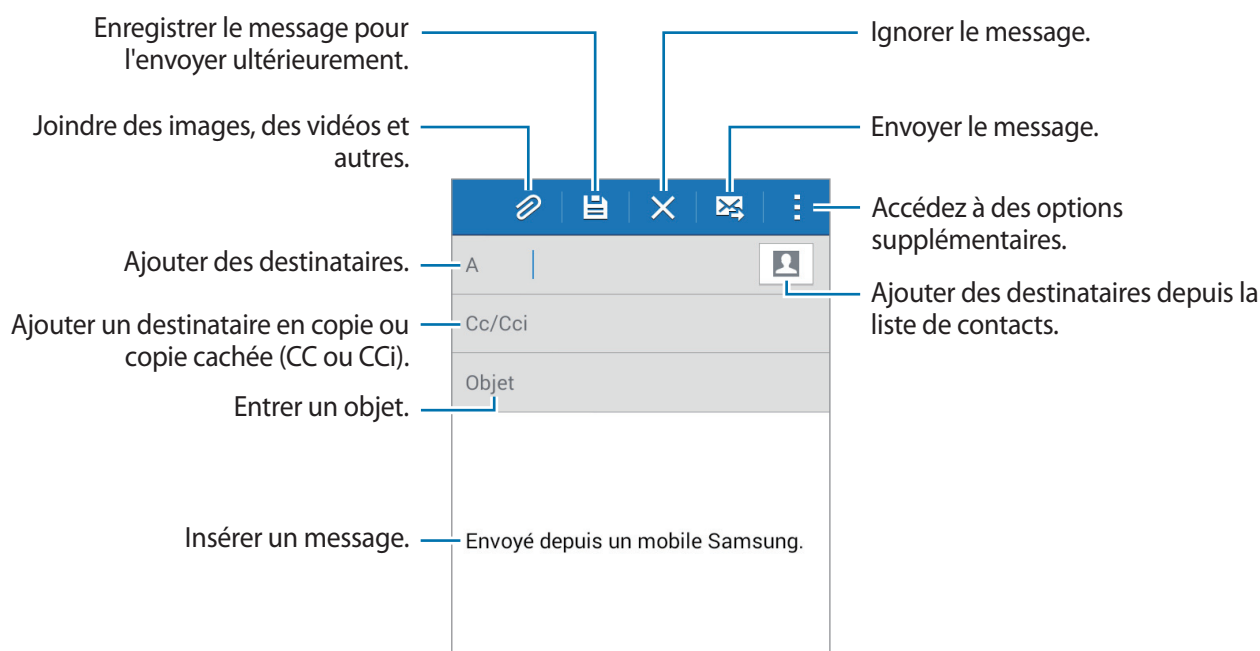 Enregistrer le message pour
l'envoyer ultérieurement.
Ignorer le message.
Joindre des images, des vidéos et
autres.
Envoyer le message.
Accédez à des options
supplémentaires.
Ajouter des destinataires.
A
Ajouter des destinataires depuis la
liste de contacts.
Ajouter un destinataire en copie ou
copie cachée (CC ou CCi).
Cc/Cci
Objet
Entrer un objet.
Insérer un message.
Envoyé depuis un mobile Samsung.